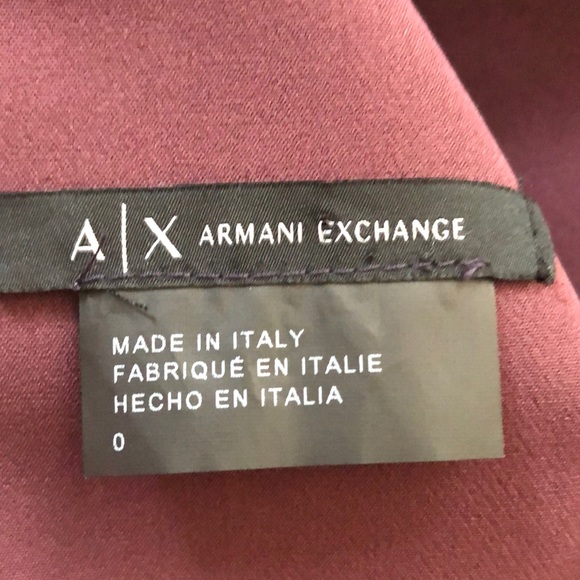 A|X ARMANI EXCHANGE
MADE IN ITALY
FABRIQUÉ EN ITALIE
HECHO EN ITALIA
0